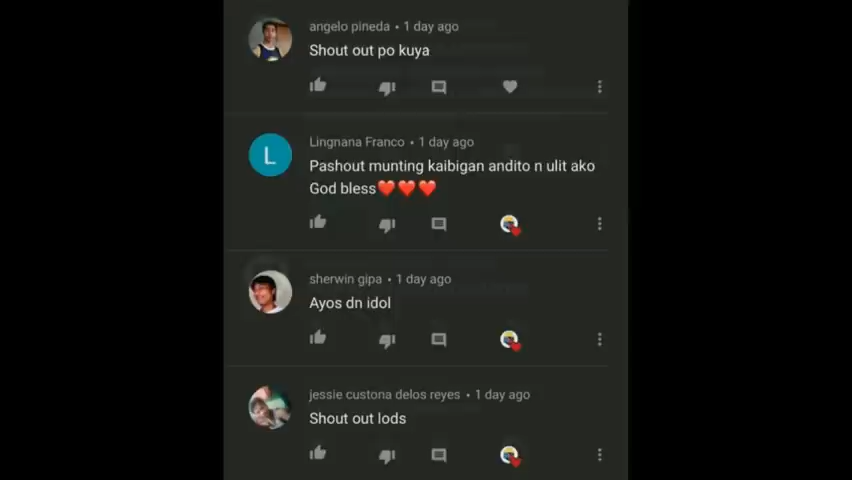 angelo pineda • 1 day ago
Shout out po kuya
Lingnana Franco • 1 day ago
L
Pashout munting kaibigan andito n ulit ako
God bless❤️❤️❤️
sherwin gipa • 1 day ago
Ayos dn idol
jessie custona delos reyes • 1 day ago
Shout out lods